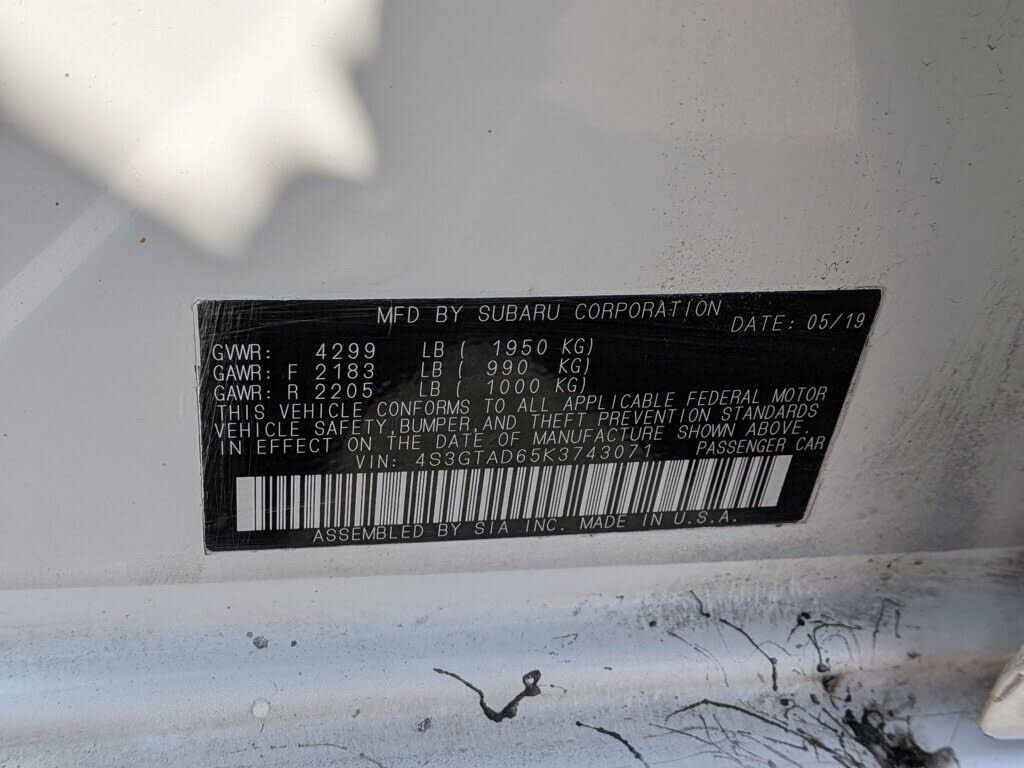 MFD BY SUBARU CORPORATION DATE: 05/19
GVWR: 4299 LB ( 1950 KG)
GAWR: F 2183 LB ( 990 KG)
GAWR: R 2205 LB ( 1000 KG)
THIS VEHICLE CONFORMS TO ALL APPLICABLE FEDERAL MOTOR
VEHICLE SAFETY, BUMPER, AND THEFT PREVENTION STANDARDS
IN EFFECT ON THE DATE OF MANUFACTURE SHOWN ABOVE.
VIN: 4S3GTAD65K3743071 PASSENGER CAR
ASSEMBLED BY SIA INC. MADE IN U.S.A.